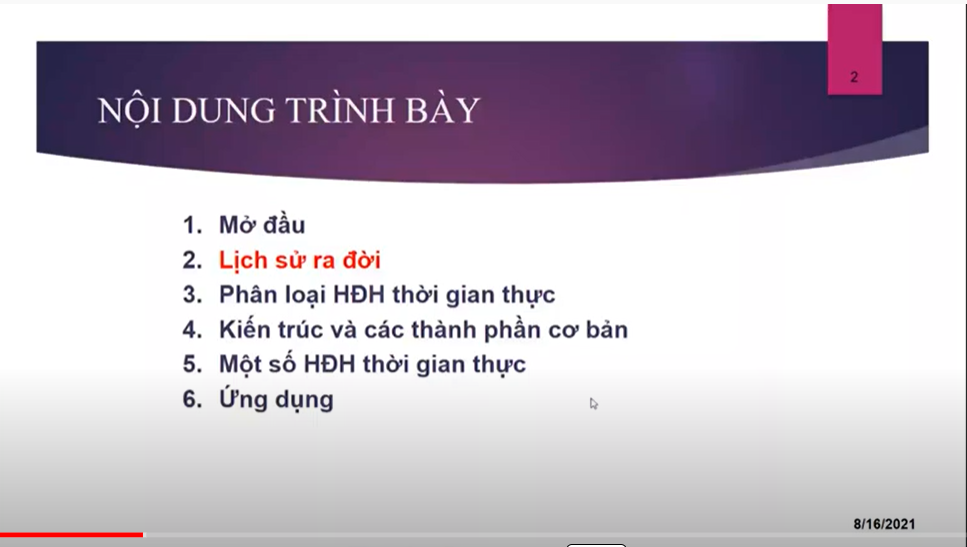 2
NỘI DUNG TRÌNH BÀY
1. Mở đầu
2. Lịch sử ra đời
3. Phân loại HĐH thời gian thực
4. Kiến trúc và các thành phần cơ bản
5. Một số HĐH thời gian thực
6. Ứng dụng
8/16/2021